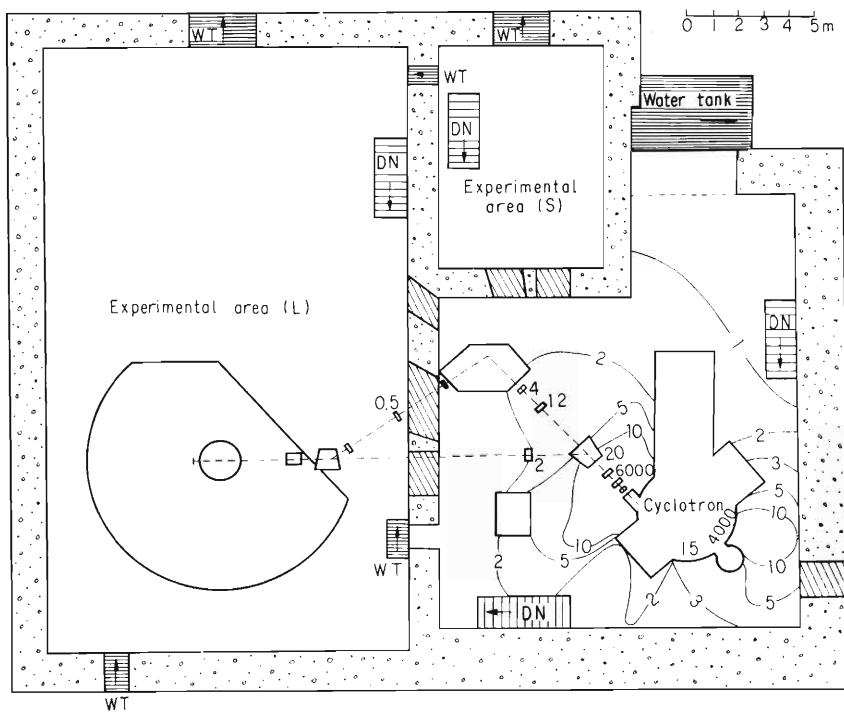 WT
WT
0 1 2 3 4 5m
WT
Water tank
DN
DN
Experimental
area (S)
Experimental area (L)
DN
1
2
4
0.5
12
5
10
2
20
2
6000
3
Cyclotron
5
10
4000
10
5
15
10
2
WT
5
2
3
DN
WT